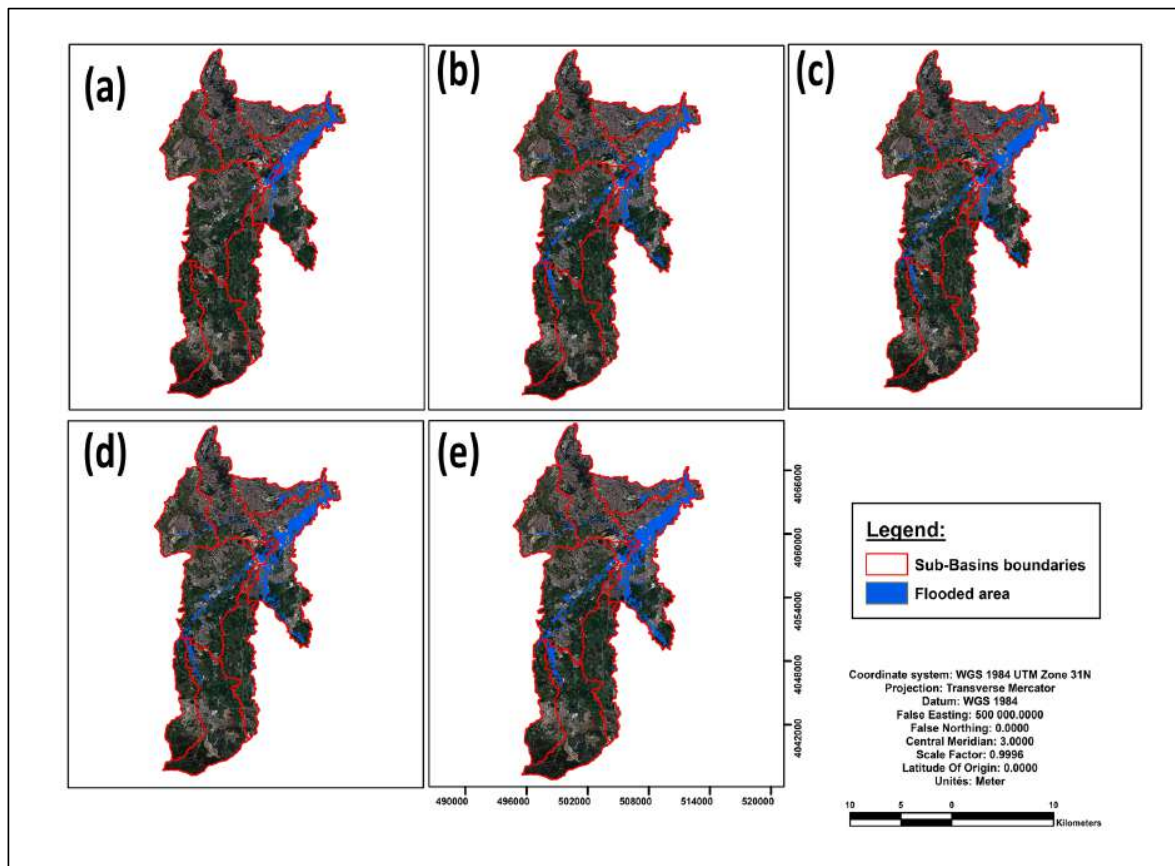 (a)
(b)
(c)
(d)
(e)
4066000
4060000
4054000
4048000
4042000
490000 496000 502000 508000 514000 520000
Legend:
Sub-Basins boundaries
Flooded area
Coordinate system: WGS 1984 UTM Zone 31N
Projection: Transverse Mercator
Datum: WGS 1984
False Easting: 500 000.0000
False Northing: 0.0000
Central Meridian: 3.0000
Scale Factor: 0.9996
Latitude Of Origin: 0.0000
Unités: Meter
10 5 0 10
Kilometers